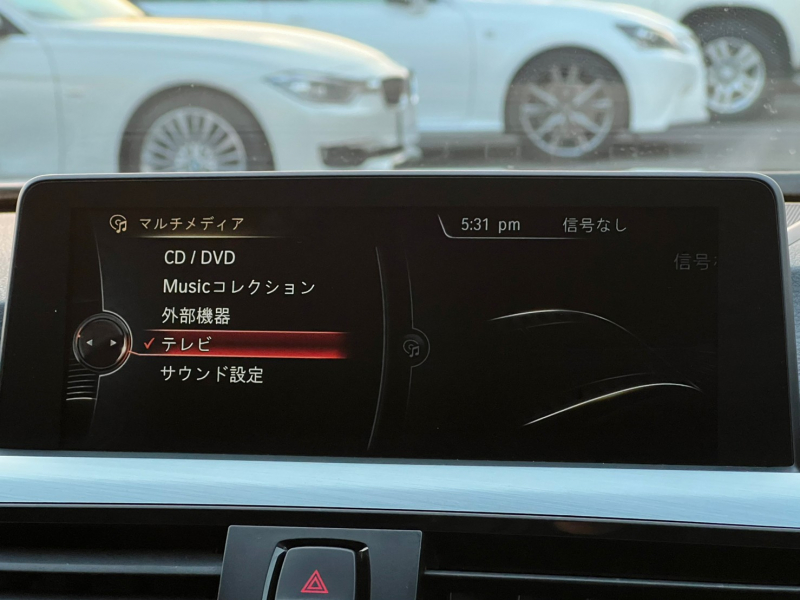 マルチメディア
5:31 pm 信号なし
CD / DVD
Musicコレクション
外部機器
✓テレビ
サウンド設定
信号